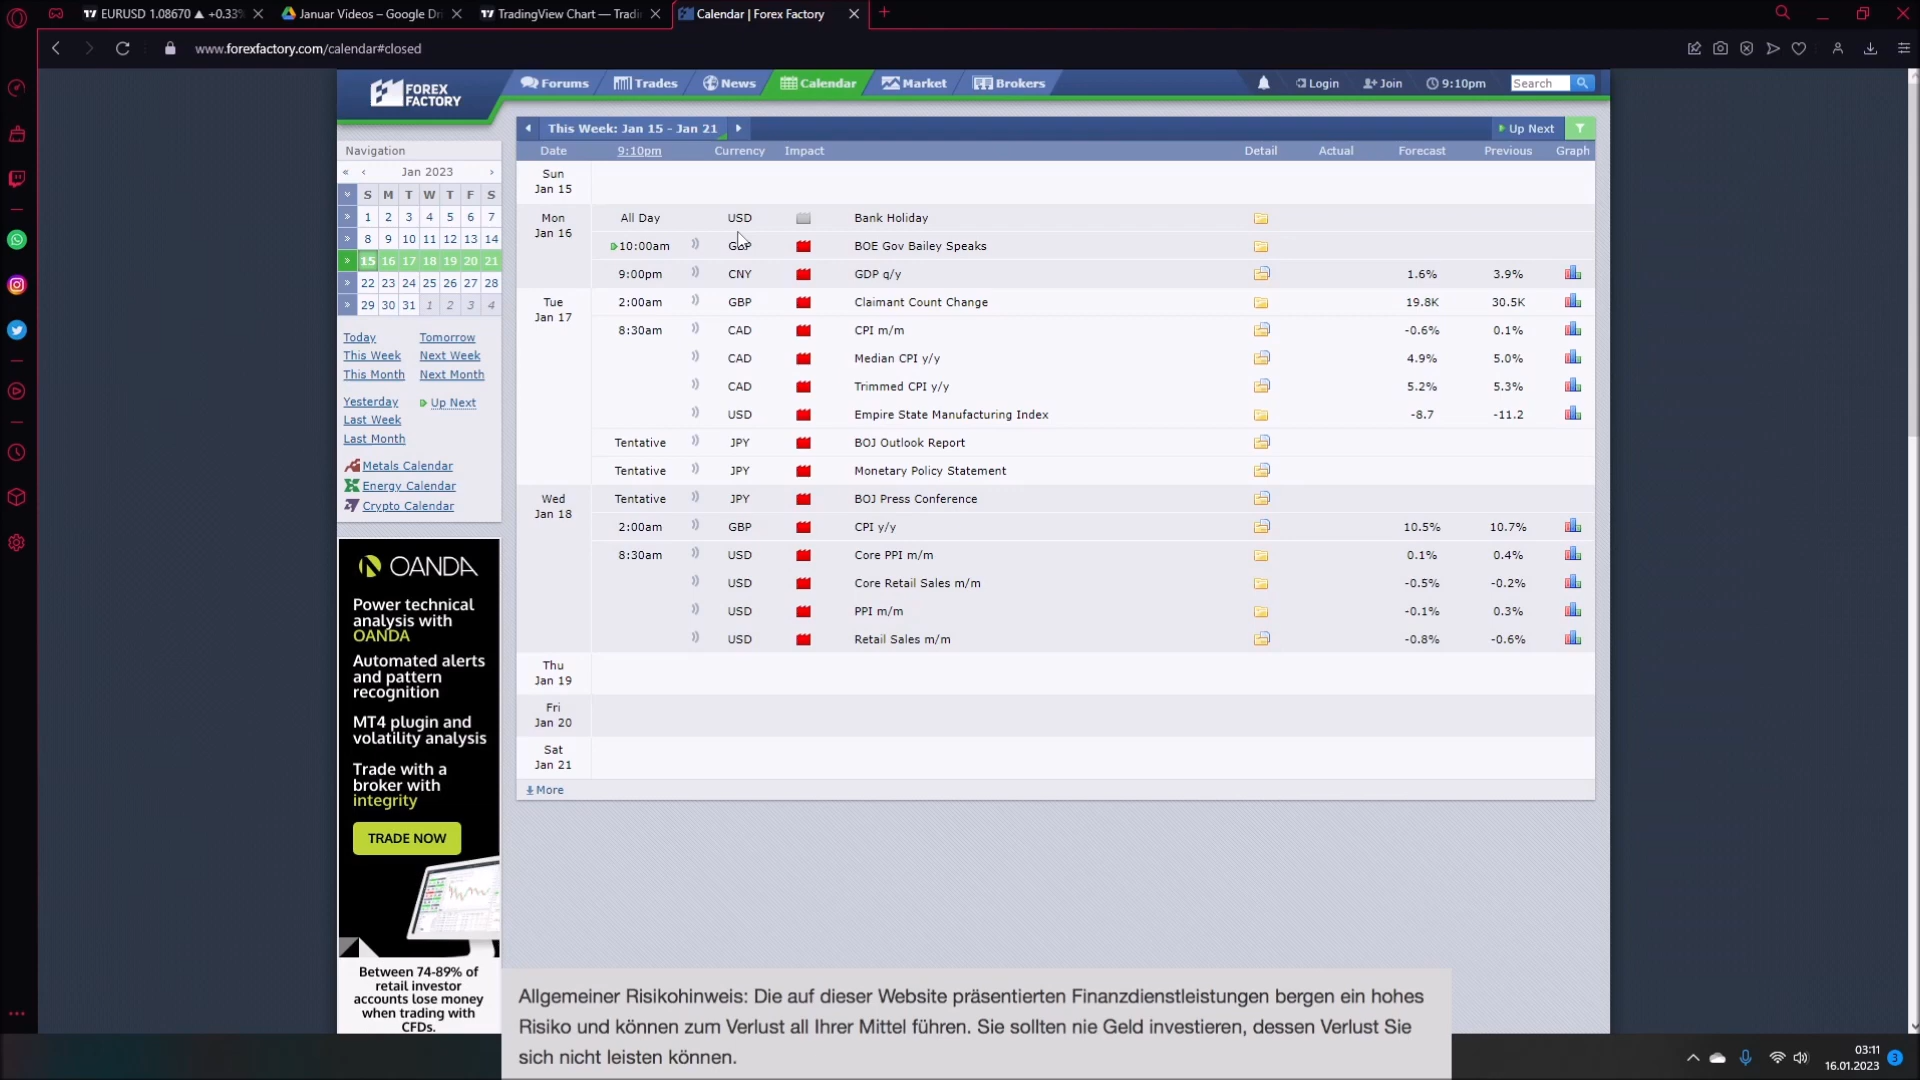 EURUSD 1.08670 ▲ +0.33%
Januar Videos – Google Dri
TradingView Chart — Tradi
Calendar | Forex Factory
www.forexfactory.com/calendar#closed
FOREX
FACTORY
Forums
Trades
News
Calendar
Market
Brokers
Login
Join
9:10pm
Search
Navigation
« ‹ Jan 2023 ›
S M T W T F S
» 1 2 3 4 5 6 7
» 8 9 10 11 12 13 14
» 15 16 17 18 19 20 21
» 22 23 24 25 26 27 28
» 29 30 31 1 2 3 4
Today Tomorrow
This Week Next Week
This Month Next Month
Yesterday Up Next
Last Week
Last Month
Metals Calendar
Energy Calendar
Crypto Calendar
OANDA
Power technical
analysis with
OANDA
Automated alerts
and pattern
recognition
MT4 plugin and
volatility analysis
Trade with a
broker with
integrity
TRADE NOW
Between 74-89% of
retail investor
accounts lose money
when trading with
CFDs.
This Week: Jan 15 - Jan 21
Up Next
Date 9:10pm Currency Impact Detail Actual Forecast Previous Graph
Sun
Jan 15
Mon
Jan 16
All Day USD Bank Holiday
10:00am GBP BOE Gov Bailey Speaks
9:00pm CNY GDP q/y 1.6% 3.9%
Tue
Jan 17
2:00am GBP Claimant Count Change 19.8K 30.5K
8:30am CAD CPI m/m -0.6% 0.1%
CAD Median CPI y/y 4.9% 5.0%
CAD Trimmed CPI y/y 5.2% 5.3%
USD Empire State Manufacturing Index -8.7 -11.2
Tentative JPY BOJ Outlook Report
Tentative JPY Monetary Policy Statement
Wed
Jan 18
Tentative JPY BOJ Press Conference
2:00am GBP CPI y/y 10.5% 10.7%
8:30am USD Core PPI m/m 0.1% 0.4%
USD Core Retail Sales m/m -0.5% -0.2%
USD PPI m/m -0.1% 0.3%
USD Retail Sales m/m -0.8% -0.6%
Thu
Jan 19
Fri
Jan 20
Sat
Jan 21
More
Allgemeiner Risikohinweis: Die auf dieser Website präsentierten Finanzdienstleistungen bergen ein hohes
Risiko und können zum Verlust all Ihrer Mittel führen. Sie sollten nie Geld investieren, dessen Verlust Sie
sich nicht leisten können.
03:11
16.01.2023
3